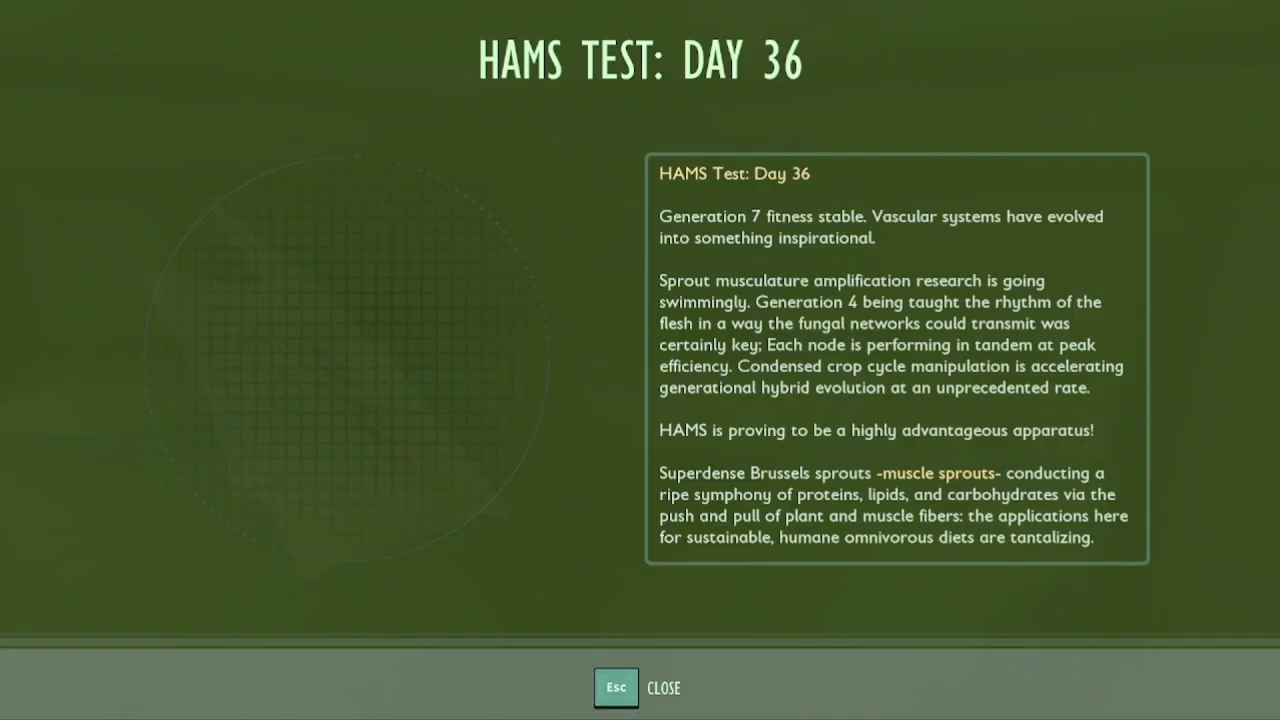 HAMS TEST: DAY 36
HAMS Test: Day 36
Generation 7 fitness stable. Vascular systems have evolved
into something inspirational.
Sprout musculature amplification research is going
swimmingly. Generation 4 being taught the rhythm of the
flesh in a way the fungal networks could transmit was
certainly key; Each node is performing in tandem at peak
efficiency. Condensed crop cycle manipulation is accelerating
generational hybrid evolution at an unprecedented rate.
HAMS is proving to be a highly advantageous apparatus!
Superdense Brussels sprouts -muscle sprouts- conducting a
ripe symphony of proteins, lipids, and carbohydrates via the
push and pull of plant and muscle fibers: the applications here
for sustainable, humane omnivorous diets are tantalizing.
Esc CLOSE